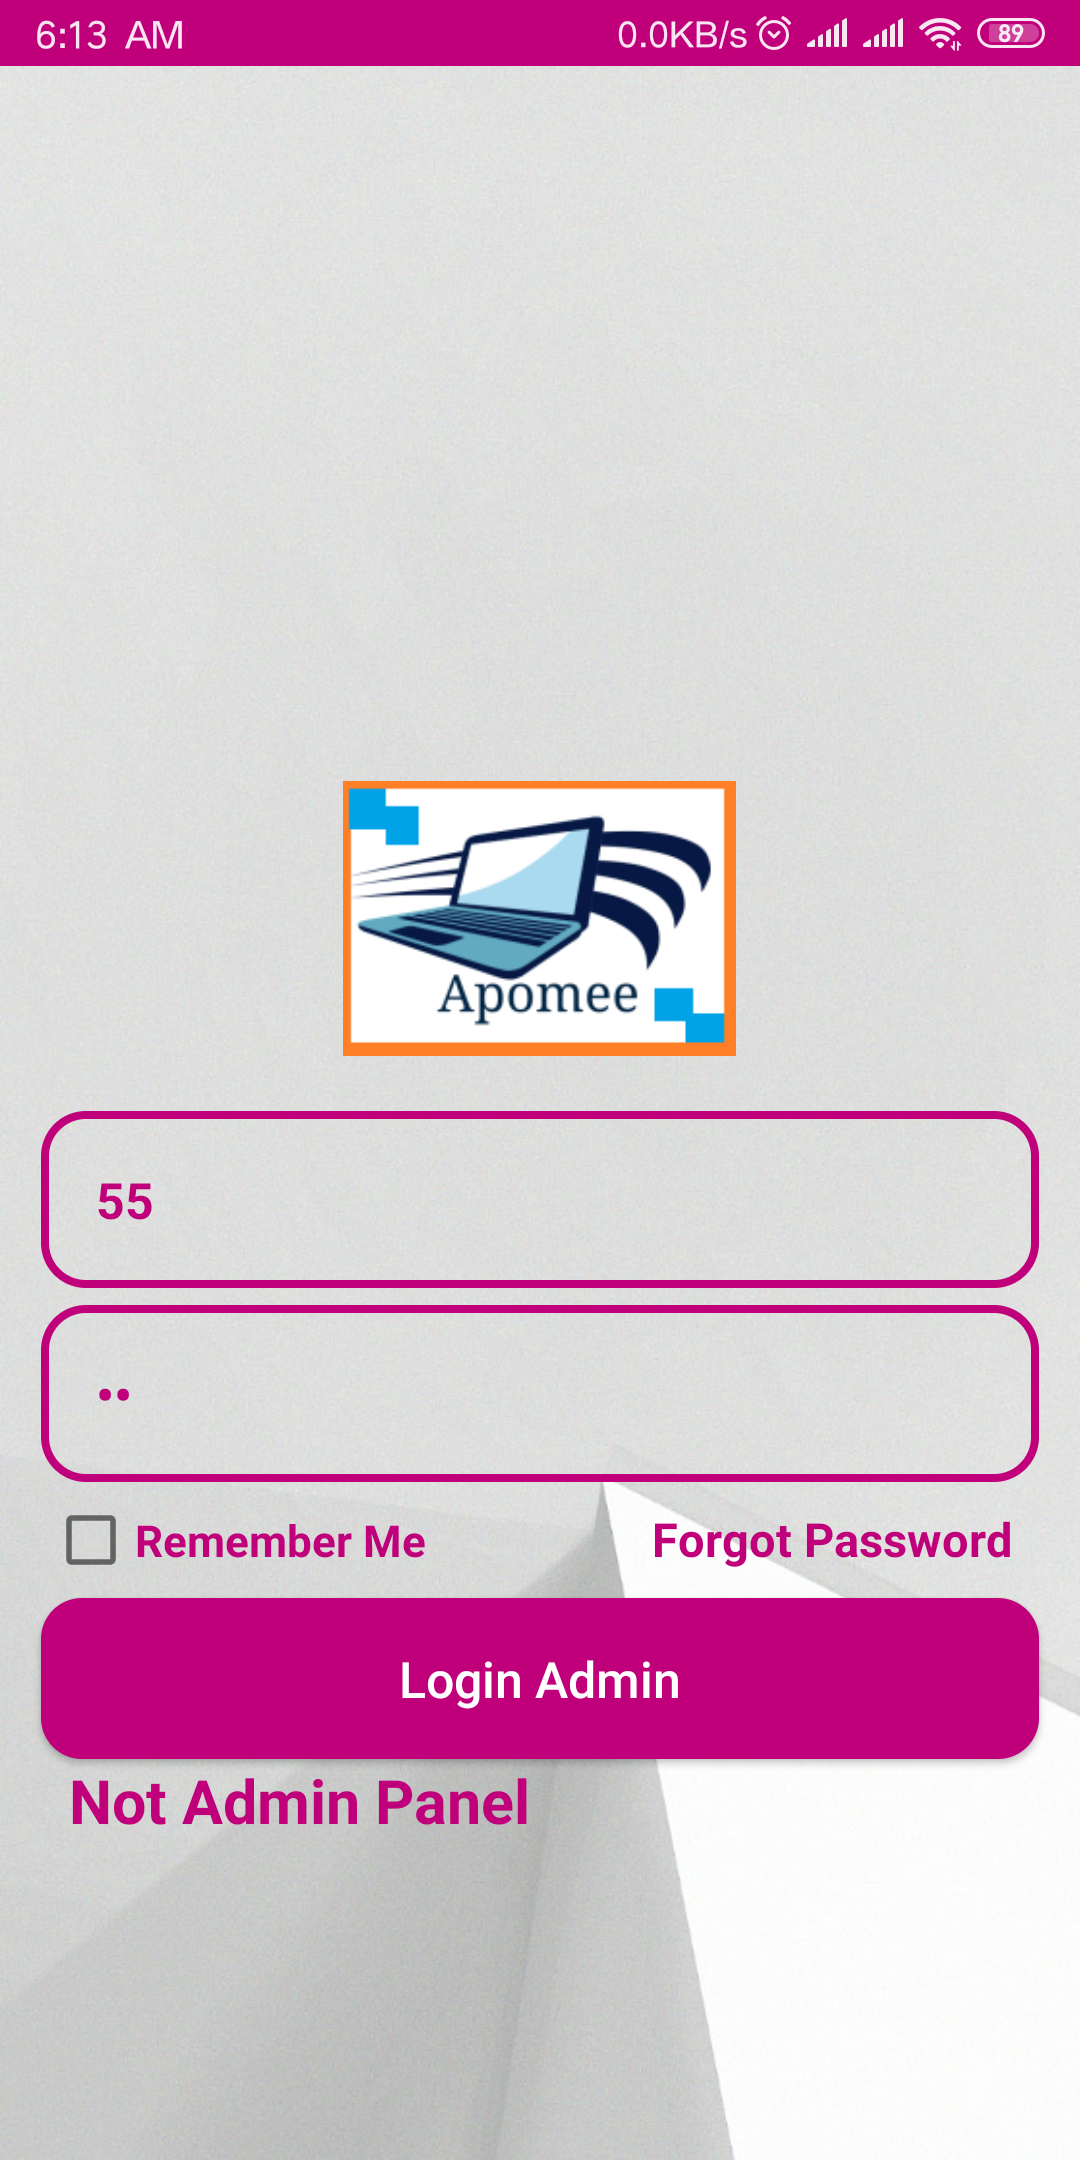 6:13 AM 0.0KB/s 89
Apomee
55
••
Remember Me Forgot Password
Login Admin
Not Admin Panel